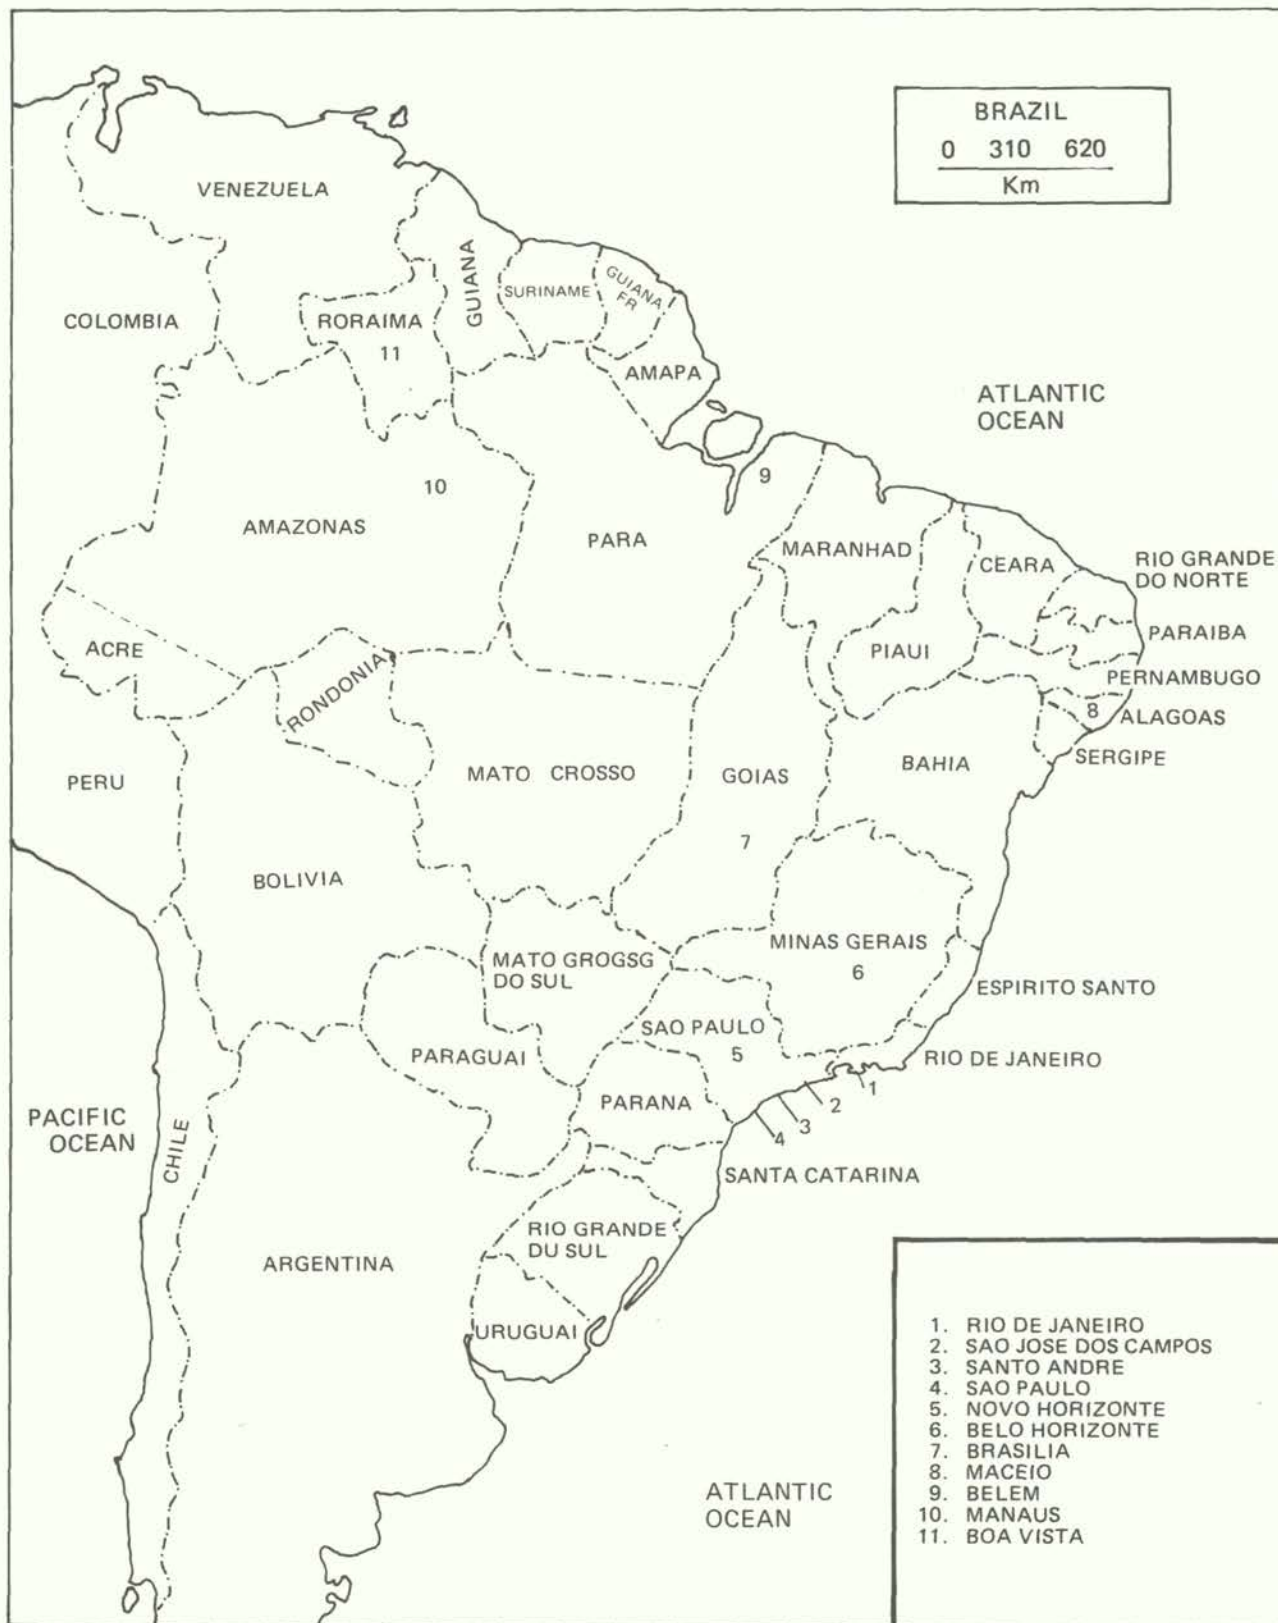 BRAZIL
0 310 620
Km
VENEZUELA
GUIANA
SURINAME
GUIANA
FR
COLOMBIA
RORAIMA
11
AMAPA
ATLANTIC
OCEAN
10
9
AMAZONAS
PARA
MARANHAD
CEARA
RIO GRANDE
DO NORTE
ACRE
PIAUI
PARAIBA
RONDONIA
PERNAMBUGO
8
ALAGOAS
SERGIPE
PERU
MATO CROSSO
GOIAS
BAHIA
7
BOLIVIA
MINAS GERAIS
6
MATO GROGSG
DO SUL
ESPIRITO SANTO
SAO PAULO
5
PARAGUAI
RIO DE JANEIRO
PARANA
1
2
3
4
PACIFIC
OCEAN
CHILE
SANTA CATARINA
RIO GRANDE
DU SUL
ARGENTINA
URUGUAI
ATLANTIC
OCEAN
1. RIO DE JANEIRO
2. SAO JOSE DOS CAMPOS
3. SANTO ANDRE
4. SAO PAULO
5. NOVO HORIZONTE
6. BELO HORIZONTE
7. BRASILIA
8. MACEIO
9. BELEM
10. MANAUS
11. BOA VISTA